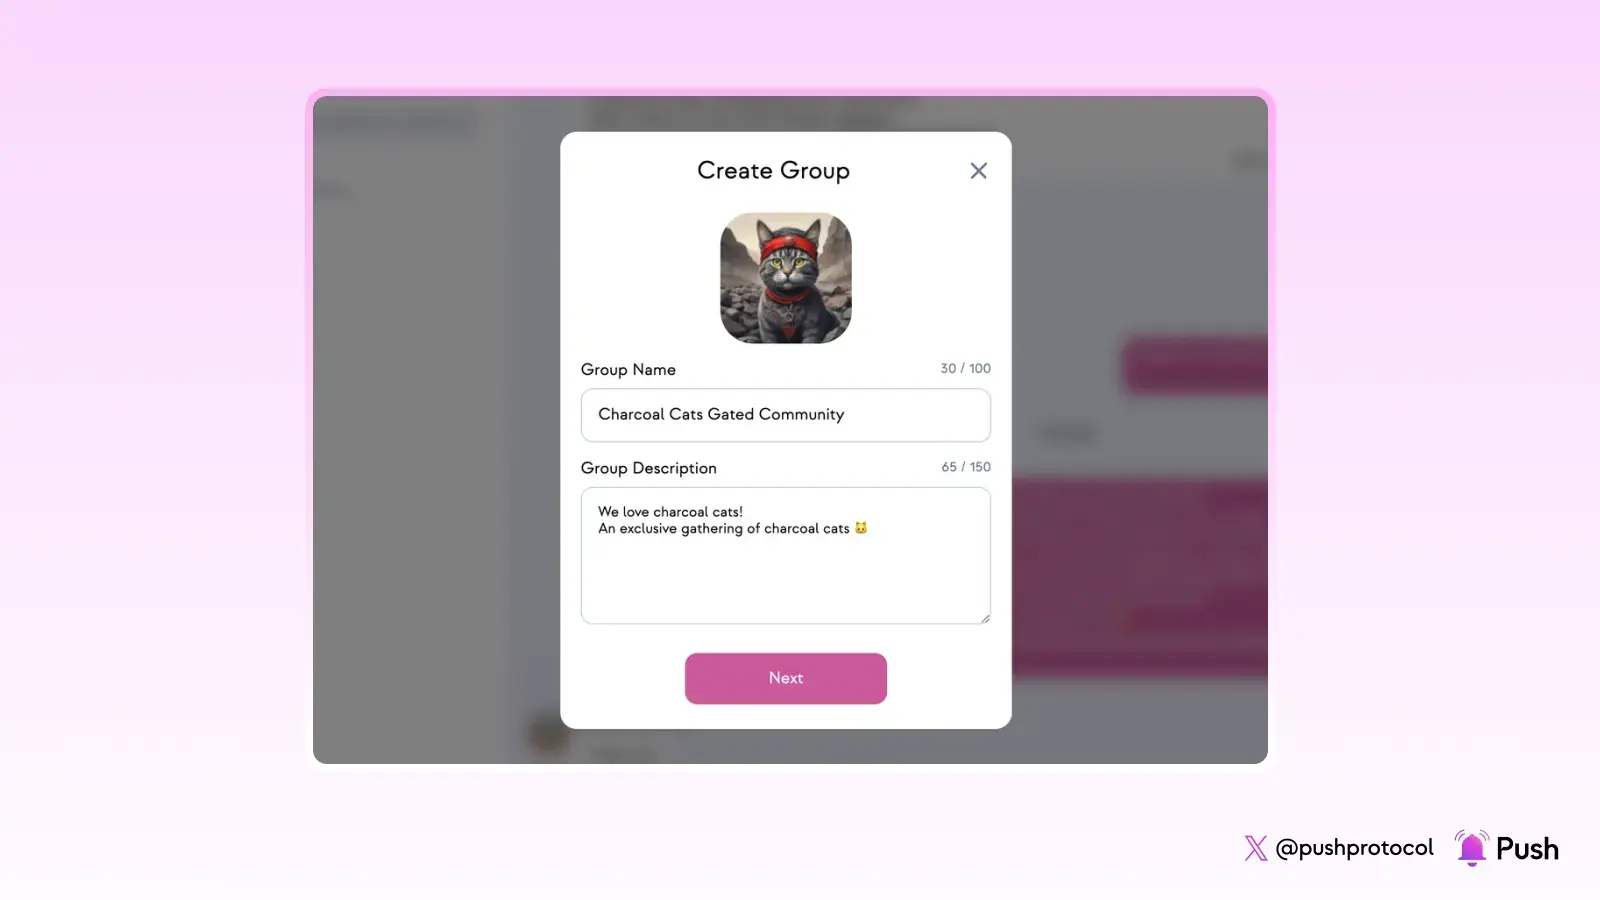 Create Group
Group Name
30 / 100
Charcoal Cats Gated Community
Group Description
65 / 150
We love charcoal cats!
An exclusive gathering of charcoal cats 🐱
Next
@pushprotocol
Push